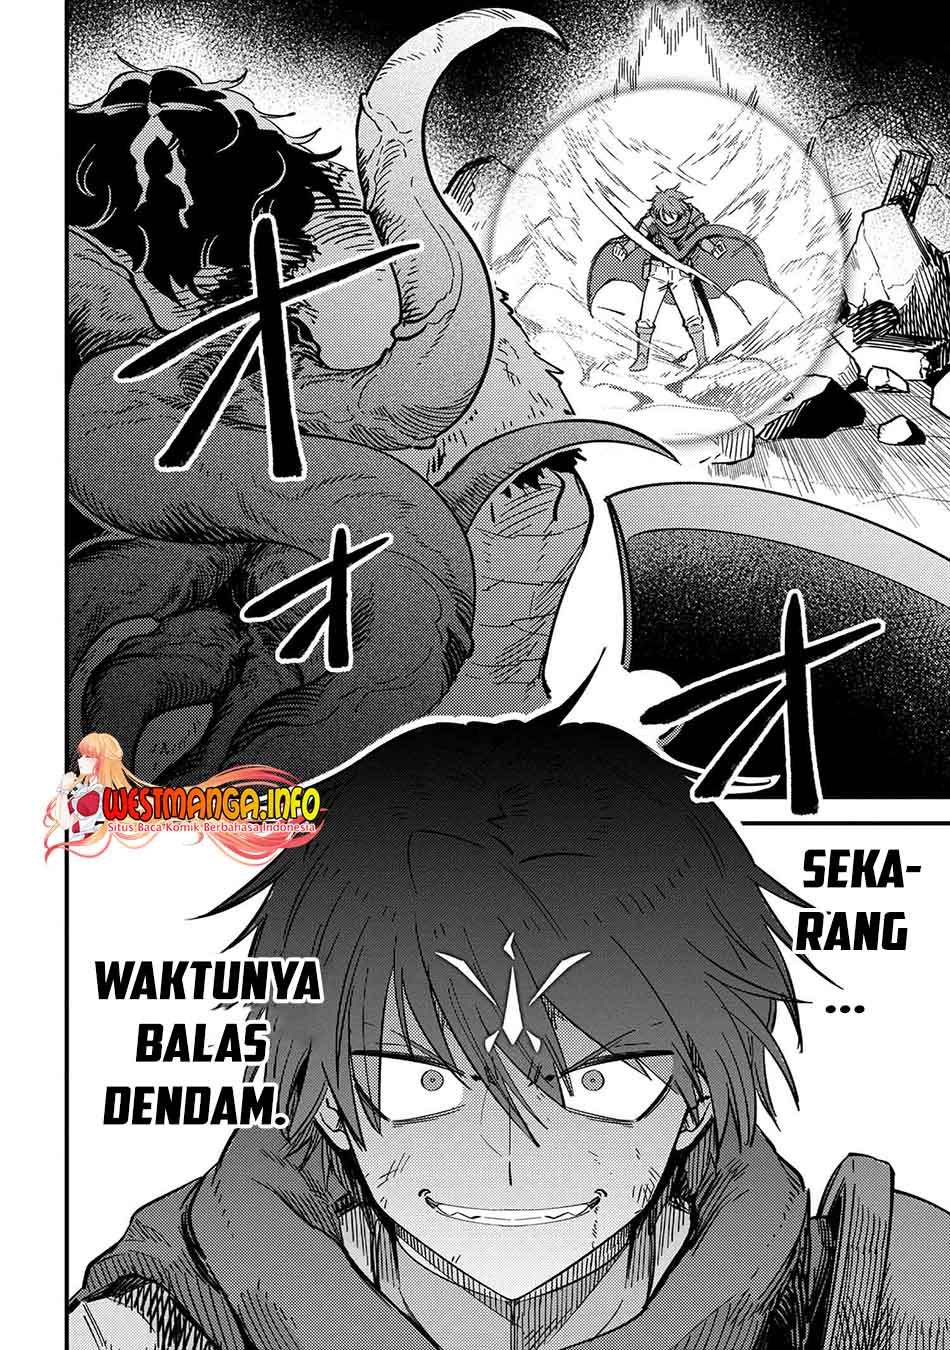 オ
オ
オ
WESTMANGA.INFO
Situs Baca Komik Berbahasa Indonesia
SEKA-
RANG
...
WAKTUNYA
BALAS
DENDAM.